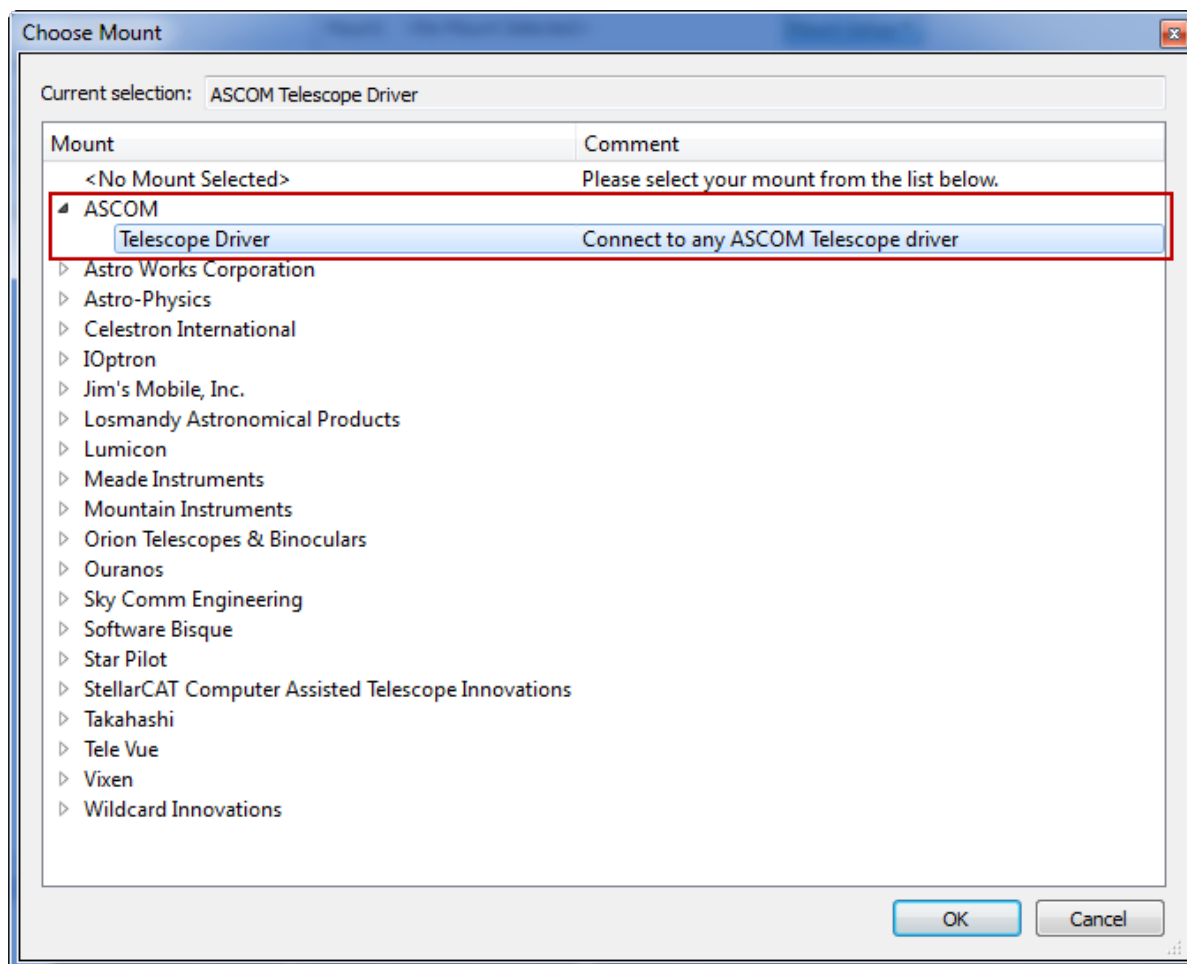 Choose Mount
Current selection: ASCOM Telescope Driver
Mount Comment
<No Mount Selected> Please select your mount from the list below.
ASCOM
Telescope Driver Connect to any ASCOM Telescope driver
Astro Works Corporation
Astro-Physics
Celestron International
IOptron
Jim's Mobile, Inc.
Losmandy Astronomical Products
Lumicon
Meade Instruments
Mountain Instruments
Orion Telescopes & Binoculars
Ouranos
Sky Comm Engineering
Software Bisque
Star Pilot
StellarCAT Computer Assisted Telescope Innovations
Takahashi
Tele Vue
Vixen
Wildcard Innovations
OK Cancel